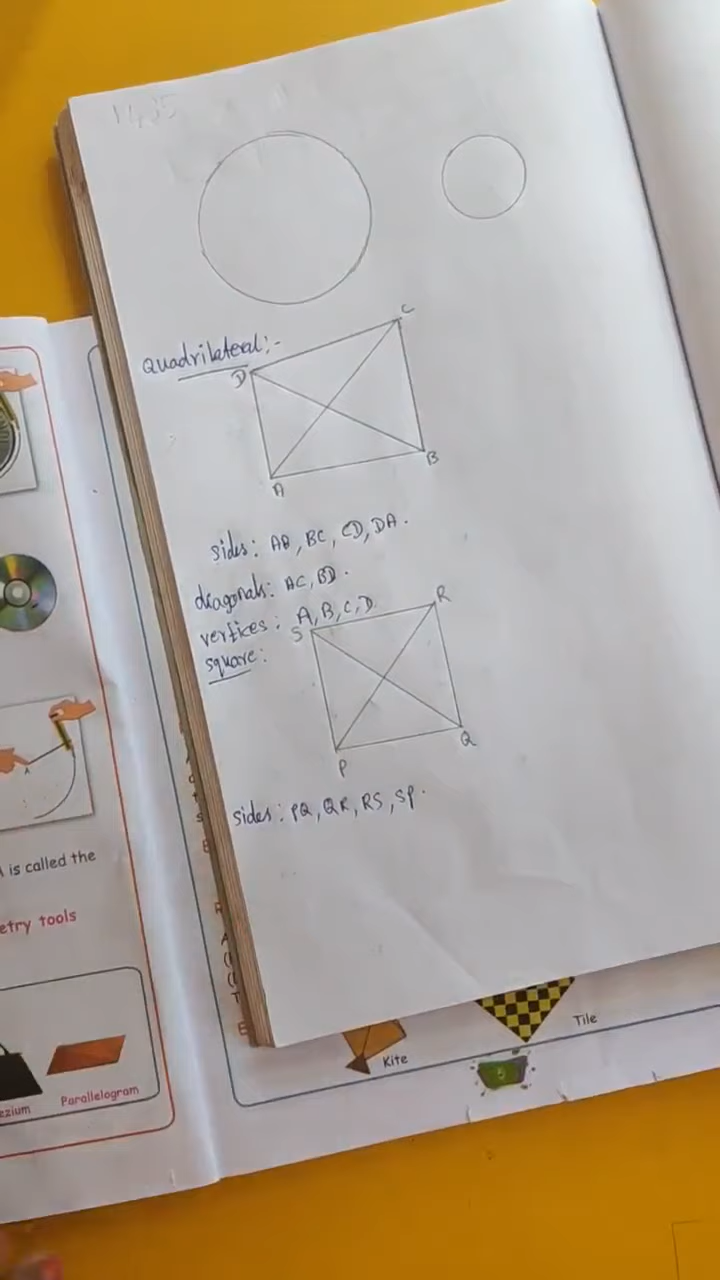 Quadrilateral:-
C
D
B
A
sides: AB, BC, CD, DA.
diagonals: AC, BD.
vertices: A, B, C, D.
R
S
square:
Q
P
sides: PQ, QR, RS, SP.
is called the
etry tools
ezium
Parallelogram
Kite
Tile